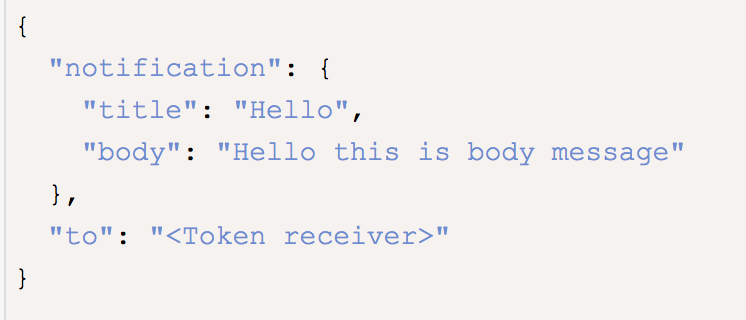 {
  "notification": {
    "title": "Hello",
    "body": "Hello this is body message"
  },
  "to": "<Token receiver>"
}